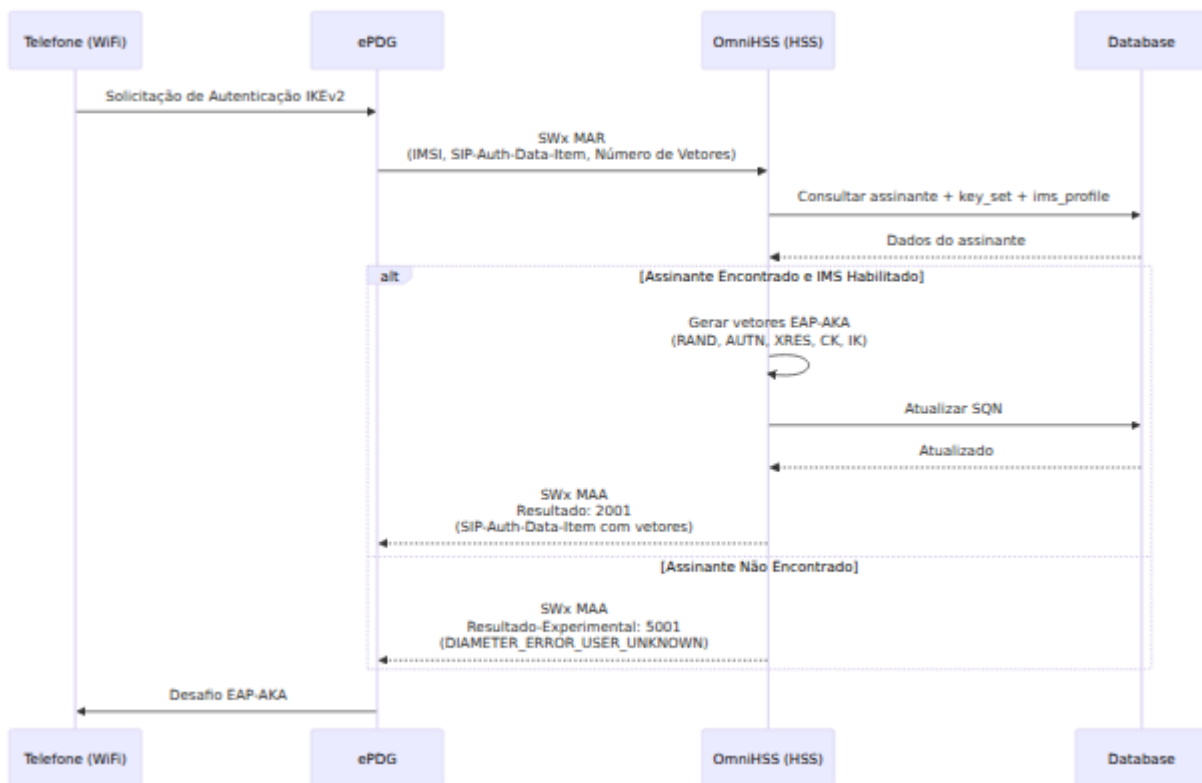 Telefone (WiFi)
ePDG
OmniHSS (HSS)
Database
Solicitação de Autenticação IKEv2
SWx MAR
(IMSI, SIP-Auth-Data-Item, Número de Vetores)
Consultar assinante + key_set + ims_profile
Dados do assinante
alt
[Assinante Encontrado e IMS Habilitado]
Gerar vetores EAP-AKA
(RAND, AUTN, XRES, CK, IK)
Atualizar SQN
Atualizado
SWx MAA
Resultado: 2001
(SIP-Auth-Data-Item com vetores)
[Assinante Não Encontrado]
SWx MAA
Resultado-Experimental: 5001
(DIAMETER_ERROR_USER_UNKNOWN)
Desafio EAP-AKA
Telefone (WiFi)
ePDG
OmniHSS (HSS)
Database